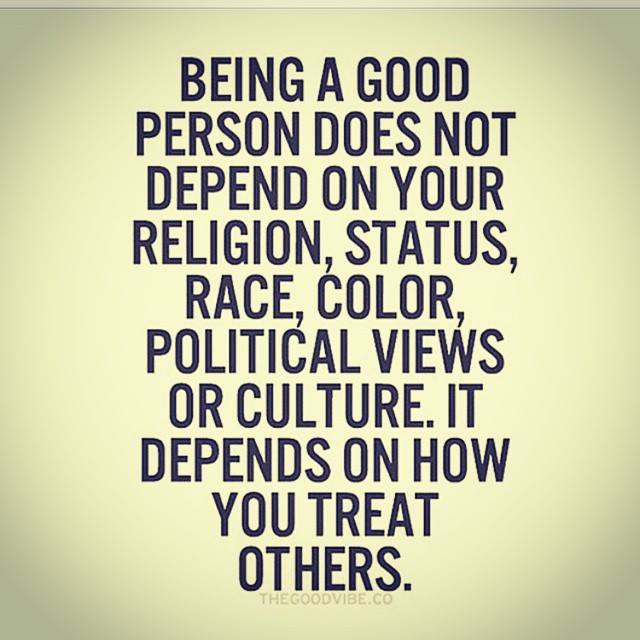 BEING A GOOD
PERSON DOES NOT
DEPEND ON YOUR
RELIGION, STATUS,
RACE, COLOR,
POLITICAL VIEWS
OR CULTURE. IT
DEPENDS ON HOW
YOU TREAT
OTHERS.
THEGOODVIBE.CO